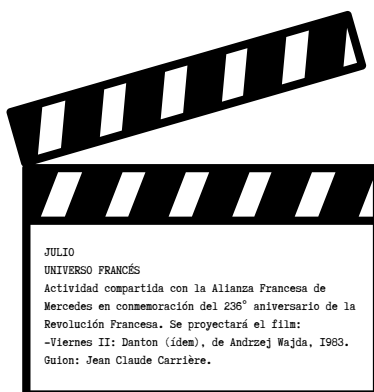 JULIO
UNIVERSO FRANCÉS
Actividad compartida con la Alianza Francesa de
Mercedes en conmemoración del 236° aniversario de la
Revolución Francesa. Se proyectará el film:
-Viernes II: Danton (ídem), de Andrzej Wajda, I983.
Guion: Jean Claude Carrière.